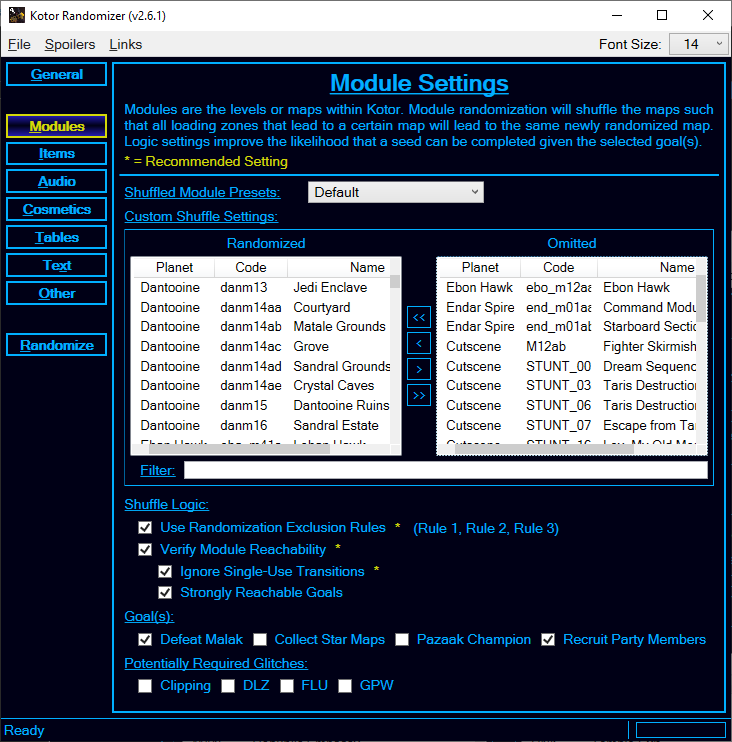 Kotor Randomizer (v2.6.1)
File Spoilers Links Font Size: 14
General
Modules
Items
Audio
Cosmetics
Tables
Text
Other
Randomize
Module Settings
Modules are the levels or maps within Kotor. Module randomization will shuffle the maps such
that all loading zones that lead to a certain map will lead to the same newly randomized map.
Logic settings improve the likelihood that a seed can be completed given the selected goal(s).
* = Recommended Setting
Shuffled Module Presets: Default
Custom Shuffle Settings:
Randomized
Planet Code Name
Dantooine danm13 Jedi Enclave
Dantooine danm14aa Courtyard
Dantooine danm14ab Matale Grounds
Dantooine danm14ac Grove
Dantooine danm14ad Sandral Grounds
Dantooine danm14ae Crystal Caves
Dantooine danm15 Dantooine Ruins
Dantooine danm16 Sandral Estate
<<
<
>
>>
Omitted
Planet Code Name
Ebon Hawk ebo_m12aa Ebon Hawk
Endar Spire end_m01aa Command Modu
Endar Spire end_m01ab Starboard Sectio
Cutscene M12ab Fighter Skirmish
Cutscene STUNT_00 Dream Sequenc
Cutscene STUNT_03 Taris Destruction
Cutscene STUNT_06 Taris Destruction
Cutscene STUNT_07 Escape from Tar
Filter:
Shuffle Logic:
Use Randomization Exclusion Rules * (Rule 1, Rule 2, Rule 3)
Verify Module Reachability *
Ignore Single-Use Transitions *
Strongly Reachable Goals
Goal(s):
Defeat Malak Collect Star Maps Pazaak Champion Recruit Party Members
Potentially Required Glitches:
Clipping DLZ FLU GPW
Ready